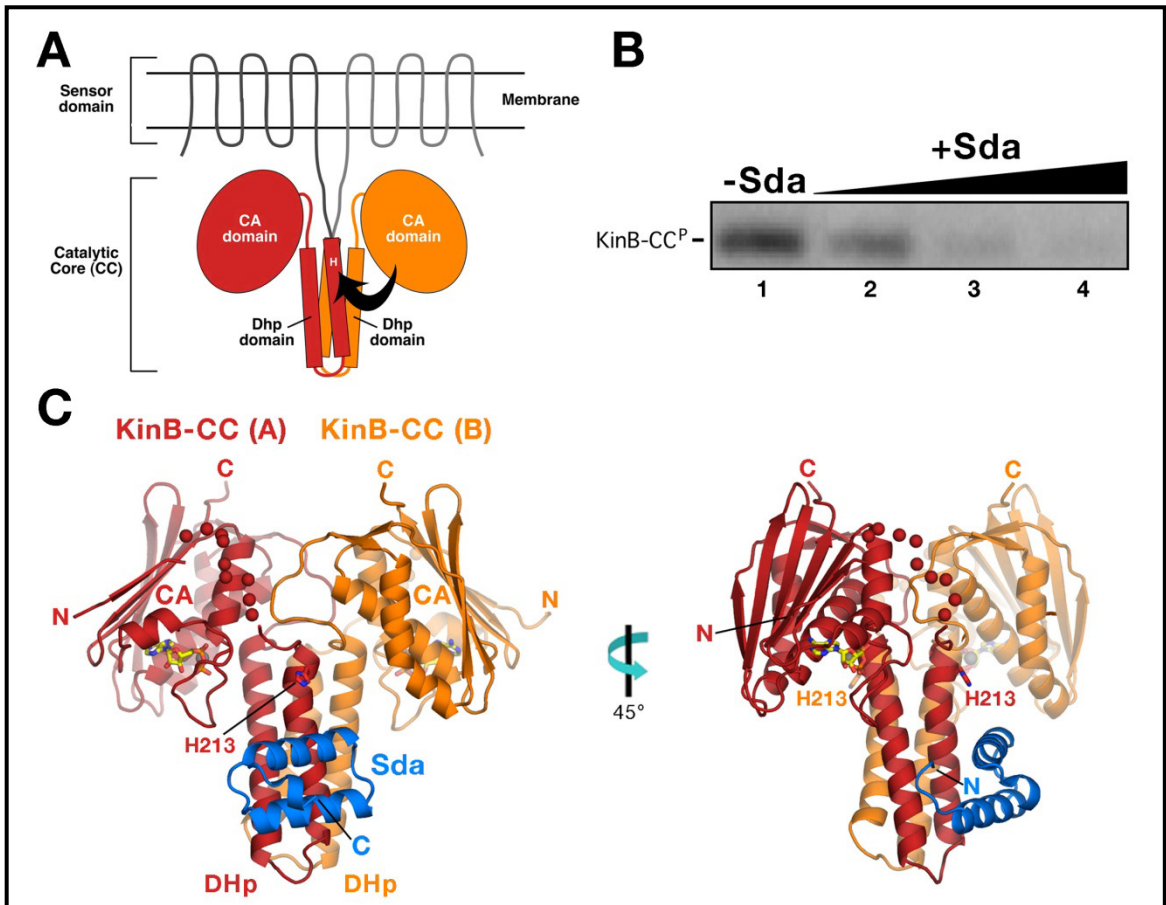 A
Sensor
domain
Membrane
CA
domain
CA
domain
H
Catalytic
Core (CC)
Dhp
domain
Dhp
domain
B
-Sda
+Sda
KinB-CCᴾ
1 2 3 4
C
KinB-CC (A) KinB-CC (B)
C
C
N
CA
CA
N
H213
Sda
C
DHp
DHp
45°
C
C
N
H213
H213
N